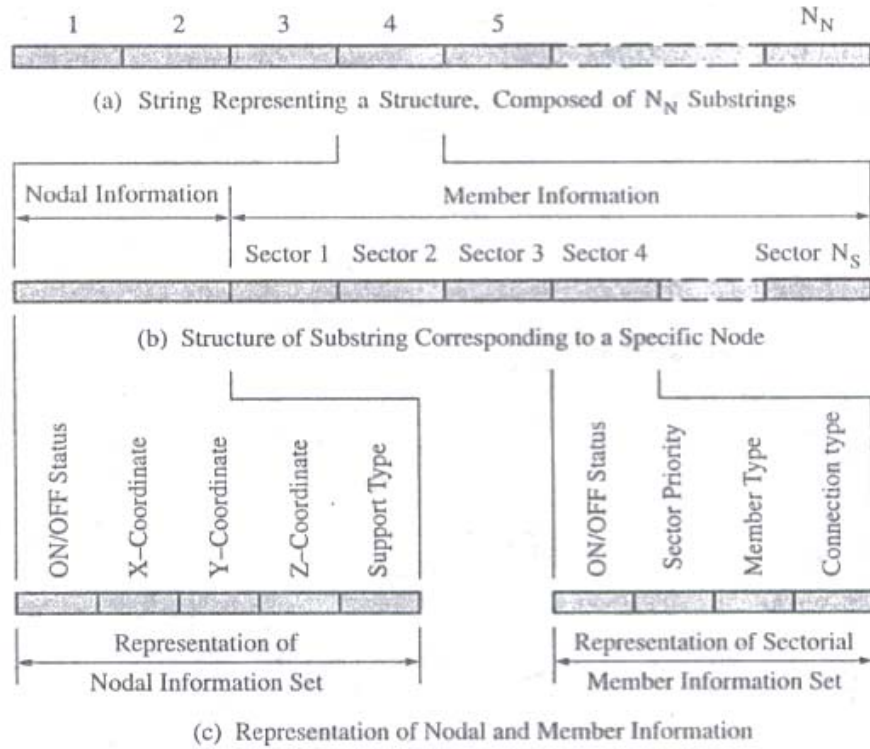 1 2 3 4 5 N_N
(a) String Representing a Structure, Composed of N_N Substrings
Nodal Information Member Information
Sector 1 Sector 2 Sector 3 Sector 4 Sector N_S
(b) Structure of Substring Corresponding to a Specific Node
ON/OFF Status
X–Coordinate
Y–Coordinate
Z–Coordinate
Support Type
ON/OFF Status
Sector Priority
Member Type
Connection type
Representation of
Nodal Information Set
Representation of Sectorial
Member Information Set
(c) Representation of Nodal and Member Information